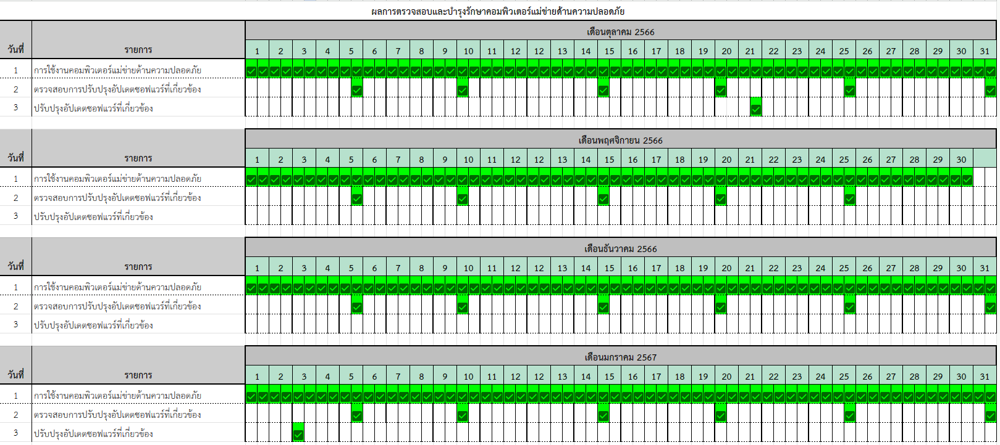 ผลการตรวจสอบและบำรุงรักษาคอมพิวเตอร์แม่ข่ายด้านความปลอดภัย
เดือนตุลาคม 2566
วันที่ รายการ 1 2 3 4 5 6 7 8 9 10 11 12 12 13 14 15 16 17 18 19 20 21 22 23 24 25 26 27 28 29 30 31
1 การใช้งานคอมพิวเตอร์แม่ข่ายด้านความปลอดภัย
2 ตรวจสอบการปรับปรุงอัปเดตซอฟแวร์ที่เกี่ยวข้อง
3 ปรับปรุงอัปเดตซอฟแวร์ที่เกี่ยวข้อง
เดือนพฤศจิกายน 2566
วันที่ รายการ 1 2 3 4 5 6 7 8 9 10 11 12 12 13 14 15 16 17 18 19 20 21 22 23 24 25 26 27 28 29 30
1 การใช้งานคอมพิวเตอร์แม่ข่ายด้านความปลอดภัย
2 ตรวจสอบการปรับปรุงอัปเดตซอฟแวร์ที่เกี่ยวข้อง
3 ปรับปรุงอัปเดตซอฟแวร์ที่เกี่ยวข้อง
เดือนธันวาคม 2566
วันที่ รายการ 1 2 3 4 5 6 7 8 9 10 11 12 12 13 14 15 16 17 18 19 20 21 22 23 24 25 26 27 28 29 30 31
1 การใช้งานคอมพิวเตอร์แม่ข่ายด้านความปลอดภัย
2 ตรวจสอบการปรับปรุงอัปเดตซอฟแวร์ที่เกี่ยวข้อง
3 ปรับปรุงอัปเดตซอฟแวร์ที่เกี่ยวข้อง
เดือนมกราคม 2567
วันที่ รายการ 1 2 3 4 5 6 7 8 9 10 11 12 12 13 14 15 16 17 18 19 20 21 22 23 24 25 26 27 28 29 30 31
1 การใช้งานคอมพิวเตอร์แม่ข่ายด้านความปลอดภัย
2 ตรวจสอบการปรับปรุงอัปเดตซอฟแวร์ที่เกี่ยวข้อง
3 ปรับปรุงอัปเดตซอฟแวร์ที่เกี่ยวข้อง